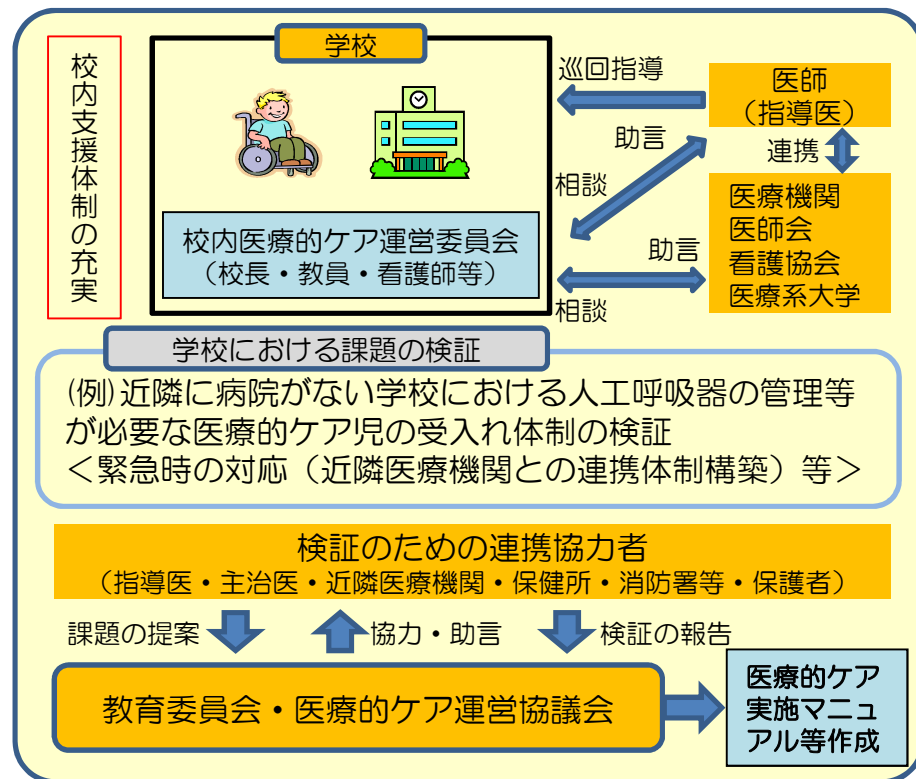 校内支援体制の充実
学校
校内医療的ケア運営委員会
（校長・教員・看護師等）
巡回指導
助言
相談
助言
相談
医師
（指導医）
連携
医療機関
医師会
看護協会
医療系大学
学校における課題の検証
(例)近隣に病院がない学校における人工呼吸器の管理等
が必要な医療的ケア児の受入れ体制の検証
＜緊急時の対応（近隣医療機関との連携体制構築）等＞
検証のための連携協力者
（指導医・主治医・近隣医療機関・保健所・消防署等・保護者）
課題の提案
協力・助言
検証の報告
教育委員会・医療的ケア運営協議会
医療的ケア
実施マニュ
アル等作成